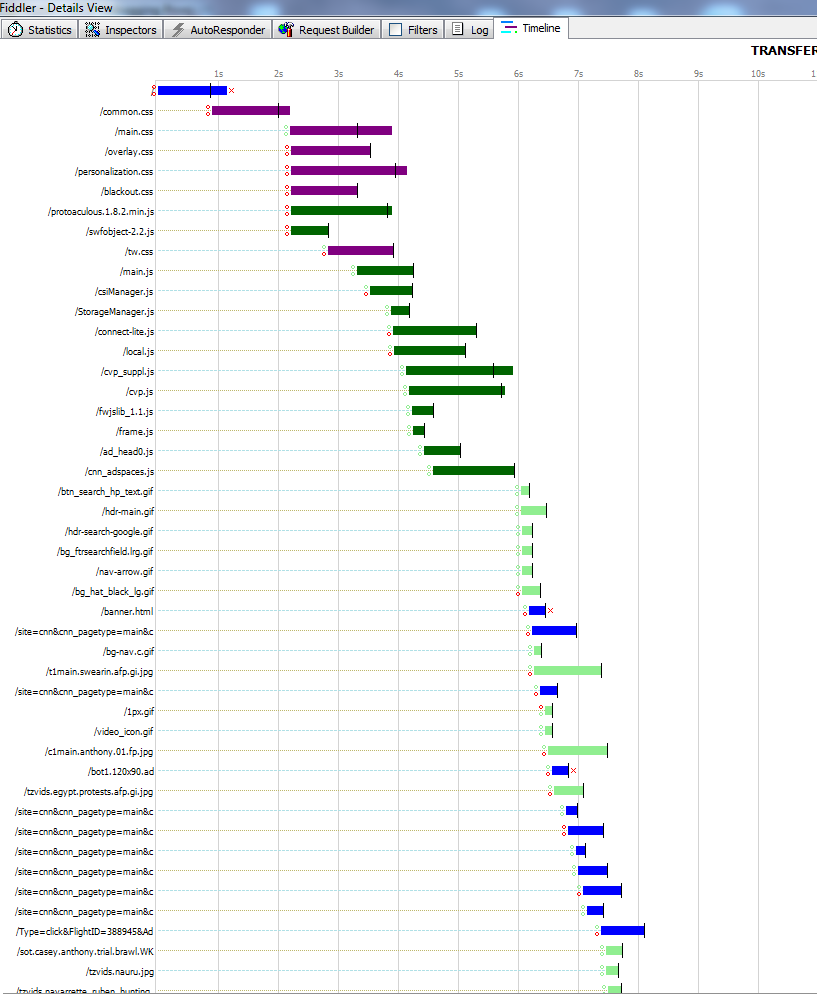 Fiddler - Details View
Statistics Inspectors AutoResponder Request Builder Filters Log Timeline
TRANSFER
1s 2s 3s 4s 5s 6s 7s 8s 9s 10s
/common.css
/main.css
/overlay.css
/personalization.css
/blackout.css
/protoaculous.1.8.2.min.js
/swfobject-2.2.js
/tw.css
/main.js
/csiManager.js
/StorageManager.js
/connect-lite.js
/local.js
/cvp_suppl.js
/cvp.js
/fwjslib_1.1.js
/frame.js
/ad_head0.js
/cnn_adspaces.js
/btn_search_hp_text.gif
/hdr-main.gif
/hdr-search-google.gif
/bg_ftrsearchfield.lrg.gif
/nav-arrow.gif
/bg_hat_black_lg.gif
/banner.html
/site=cnn&cnn_pagetype=main&c
/bg-nav.c.gif
/t1main.swearin.afp.gi.jpg
/site=cnn&cnn_pagetype=main&c
/1px.gif
/video_icon.gif
/c1main.anthony.01.fp.jpg
/bot1.120x90.ad
/tzvids.egypt.protests.afp.gi.jpg
/site=cnn&cnn_pagetype=main&c
/site=cnn&cnn_pagetype=main&c
/site=cnn&cnn_pagetype=main&c
/site=cnn&cnn_pagetype=main&c
/site=cnn&cnn_pagetype=main&c
/site=cnn&cnn_pagetype=main&c
/Type=click&FlightID=388945&Ad
/sot.casey.anthony.trial.brawl.WK
/tzvids.nauru.jpg
/tzvids.navarrette_ruben_hunting_